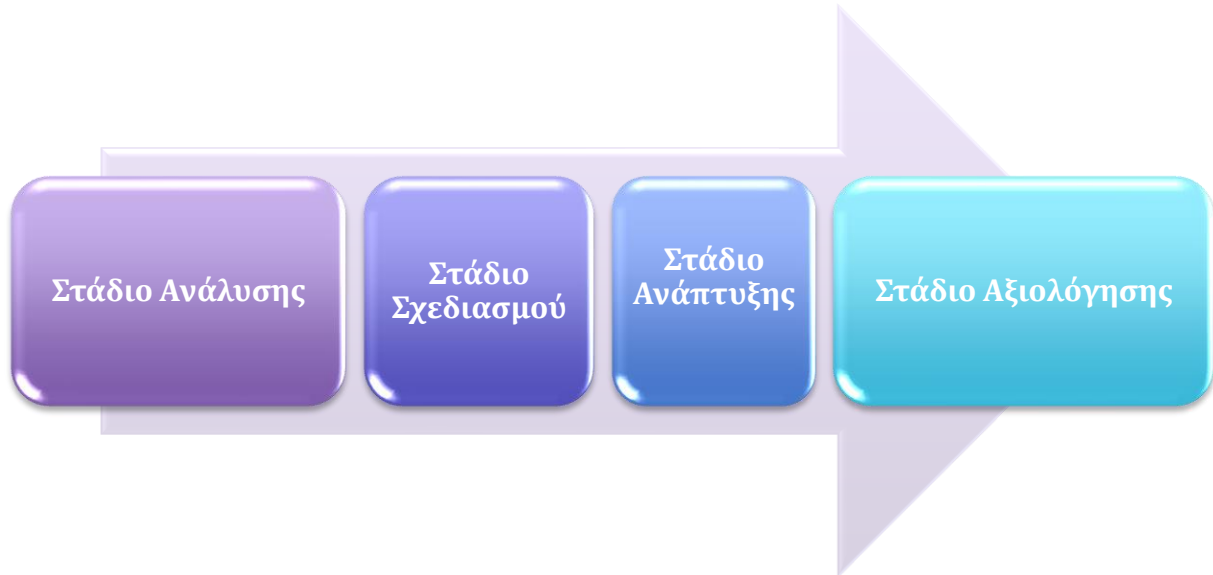 Στάδιο Ανάλυσης
Στάδιο
Σχεδιασμού
Στάδιο
Ανάπτυξης
Στάδιο Αξιολόγησης